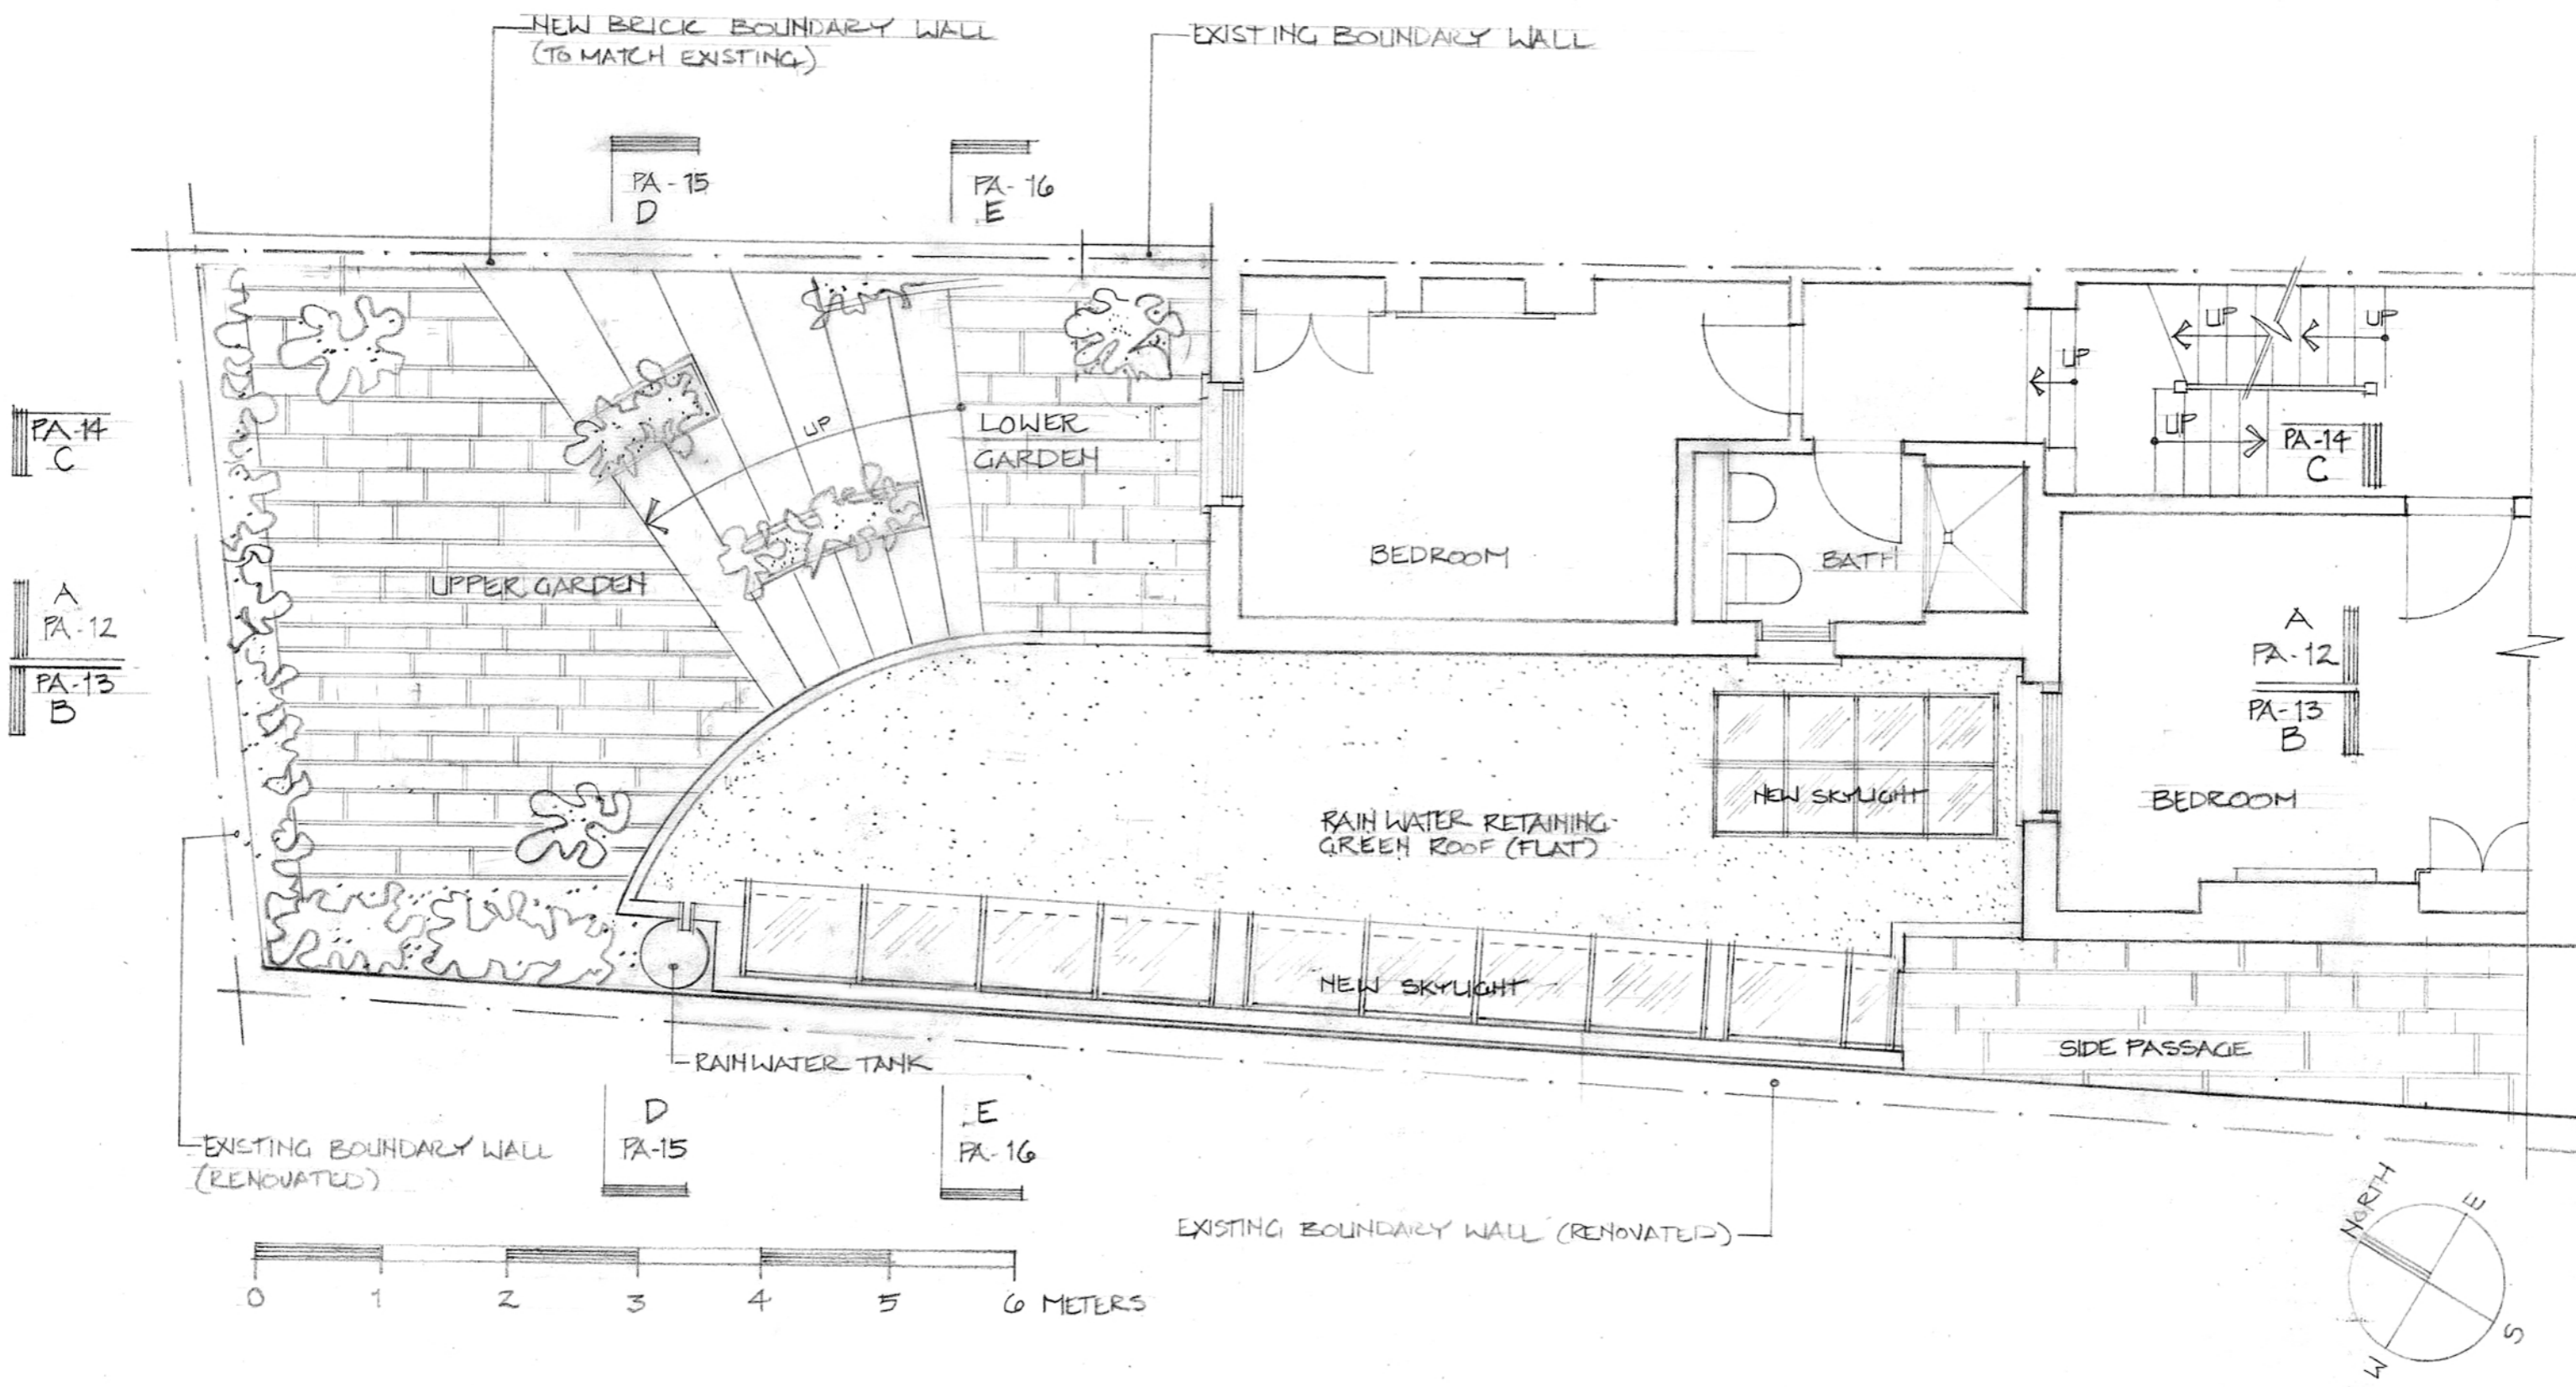 NEW BRICK BOUNDARY WALL
(TO MATCH EXISTING)
EXISTING BOUNDARY WALL
PA-15
D
PA-16
E
UP
UP
UP
UP
PA-14
C
LOWER
GARDEN
UP
PA-14
C
BEDROOM
BATH
UPPER GARDEN
A
PA-12
PA-13
B
A
PA-12
PA-13
B
NEW SKYLIGHT
BEDROOM
RAIN WATER RETAINING
GREEN ROOF (FLAT)
NEW SKYLIGHT
SIDE PASSAGE
RAINWATER TANK
D
PA-15
E
PA-16
EXISTING BOUNDARY WALL
(RENOVATED)
EXISTING BOUNDARY WALL (RENOVATED)
NORTH
E
S
W
0 1 2 3 4 5 6 METERS